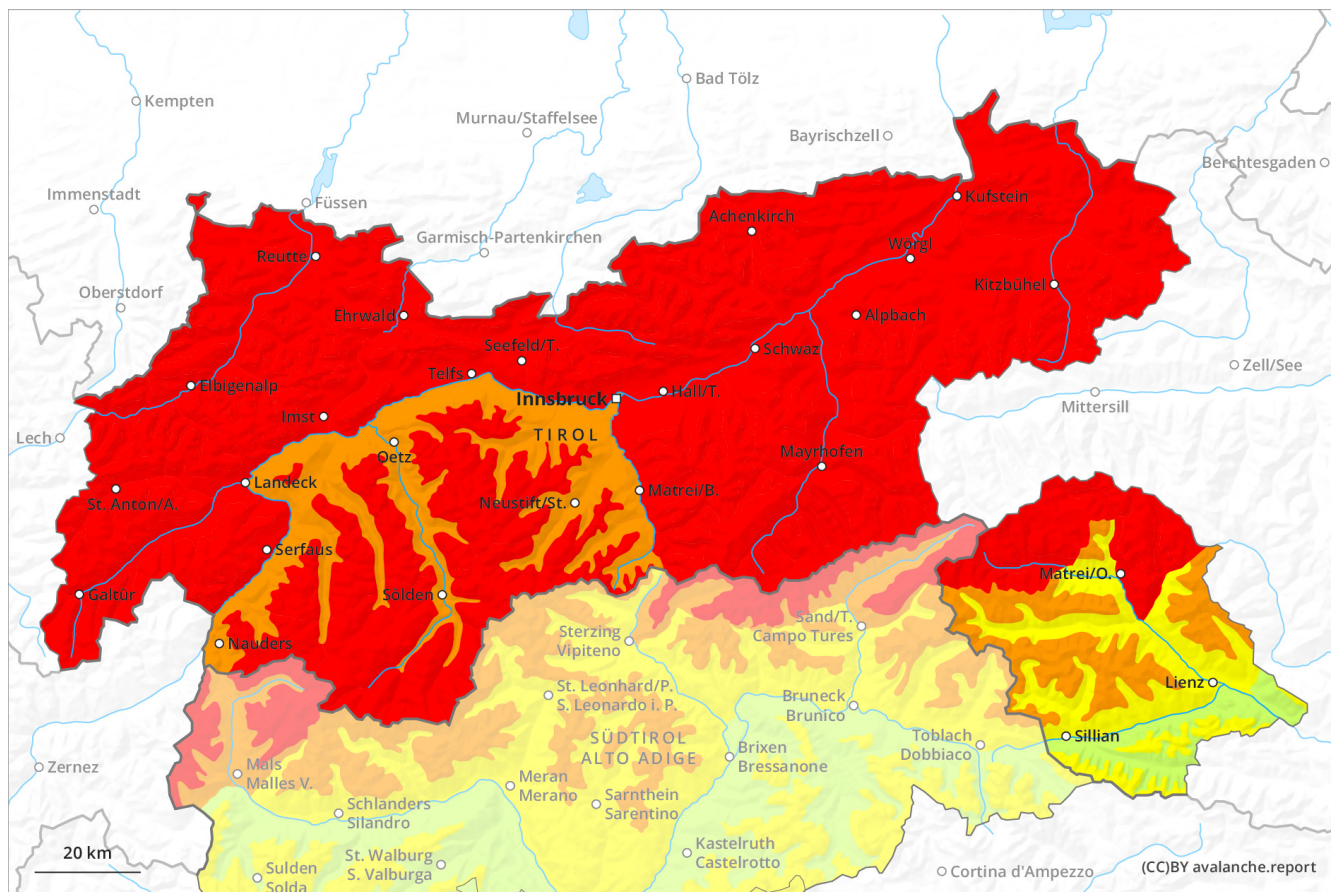 Bad Tölz
Kempten
Murnau/Staffelsee
Bayrischzell
Berchtesgaden
Immenstadt
Füssen
Kufstein
Achenkirch
Garmisch-Partenkirchen
Wörgl
Reutte
Kitzbühel
Oberstdorf
Ehrwald
Alpbach
Seefeld/T.
Schwaz
Zell/See
Telfs
Elbigenalp
Hall/T.
Innsbruck
Mittersill
Imst
TIROL
Lech
Oetz
Mayrhofen
Landeck
St. Anton/A.
Neustift/St.
Matrei/B.
Serfaus
Matrei/O.
Galtür
Sölden
Sand/T.
Campo Tures
Sterzing
Vipiteno
Nauders
Lienz
St. Leonhard/P.
S. Leonardo i. P.
Bruneck
Brunico
SÜDTIROL
ALTO ADIGE
Toblach
Dobbiaco
Sillian
Brixen
Bressanone
Zernez
Mals
Malles V.
Meran
Merano
Sarnthein
Sarentino
Schlanders
Silandro
Kastelruth
Castelrotto
20 km
St. Walburg
S. Valburga
Sulden
Solda
Cortina d'Ampezzo
(CC)BY avalanche.report